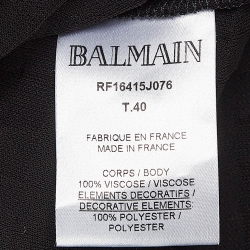 BALMAIN
RF16415J076
T.40
FABRIQUE EN FRANCE
MADE IN FRANCE
CORPS / BODY
100% VISCOSE / VISCOSE
ELEMENTS DECORATIFS /
DECORATIVE ELEMENTS:
100% POLYESTER /
POLYESTER